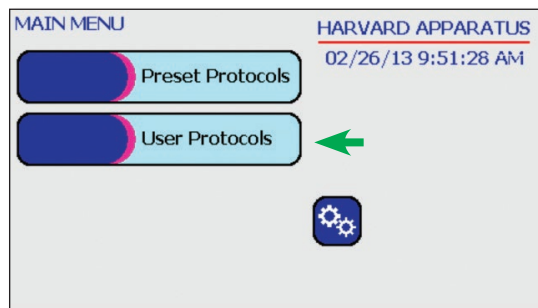 MAIN MENU
HARVARD APPARATUS
02/26/13 9:51:28 AM
Preset Protocols
User Protocols